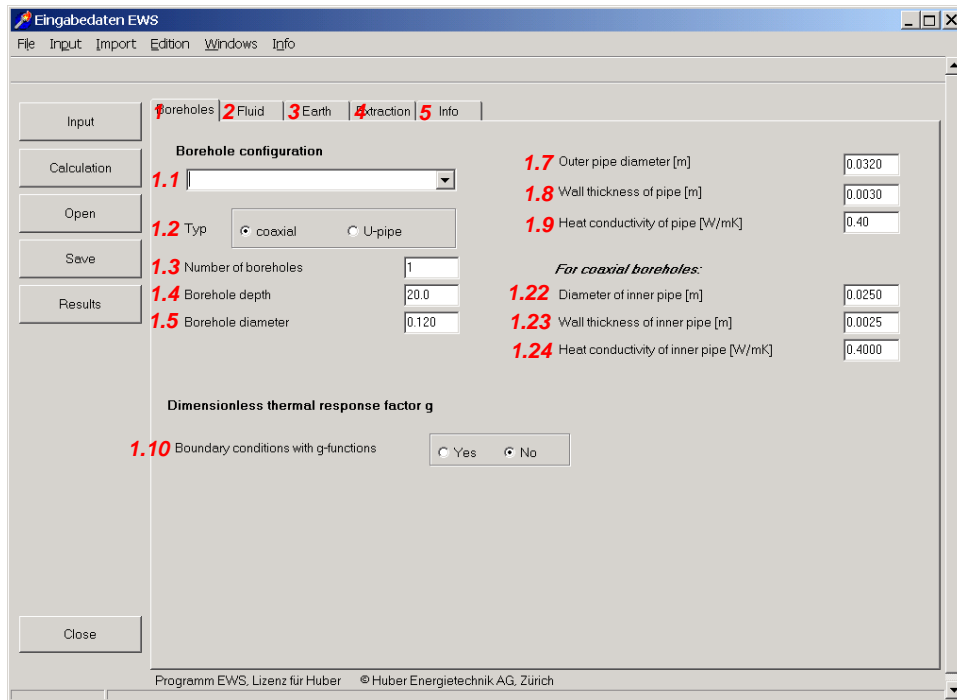 Eingabedaten EWS
File Input Import Edition Windows Info
1 Boreholes 2 Fluid 3 Earth 4 Extraction 5 Info
Input
Calculation
Open
Save
Results
Close
Borehole configuration
1.1
1.2 Typ coaxial U-pipe
1.3 Number of boreholes 1
1.4 Borehole depth 20.0
1.5 Borehole diameter 0.120
1.7 Outer pipe diameter [m] 0.0320
1.8 Wall thickness of pipe [m] 0.0030
1.9 Heat conductivity of pipe [W/mK] 0.40
For coaxial boreholes:
1.22 Diameter of inner pipe [m] 0.0250
1.23 Wall thickness of inner pipe [m] 0.0025
1.24 Heat conductivity of inner pipe [W/mK] 0.4000
Dimensionless thermal response factor g
1.10 Boundary conditions with g-functions Yes No
Programm EWS, Lizenz für Huber © Huber Energietechnik AG, Zürich